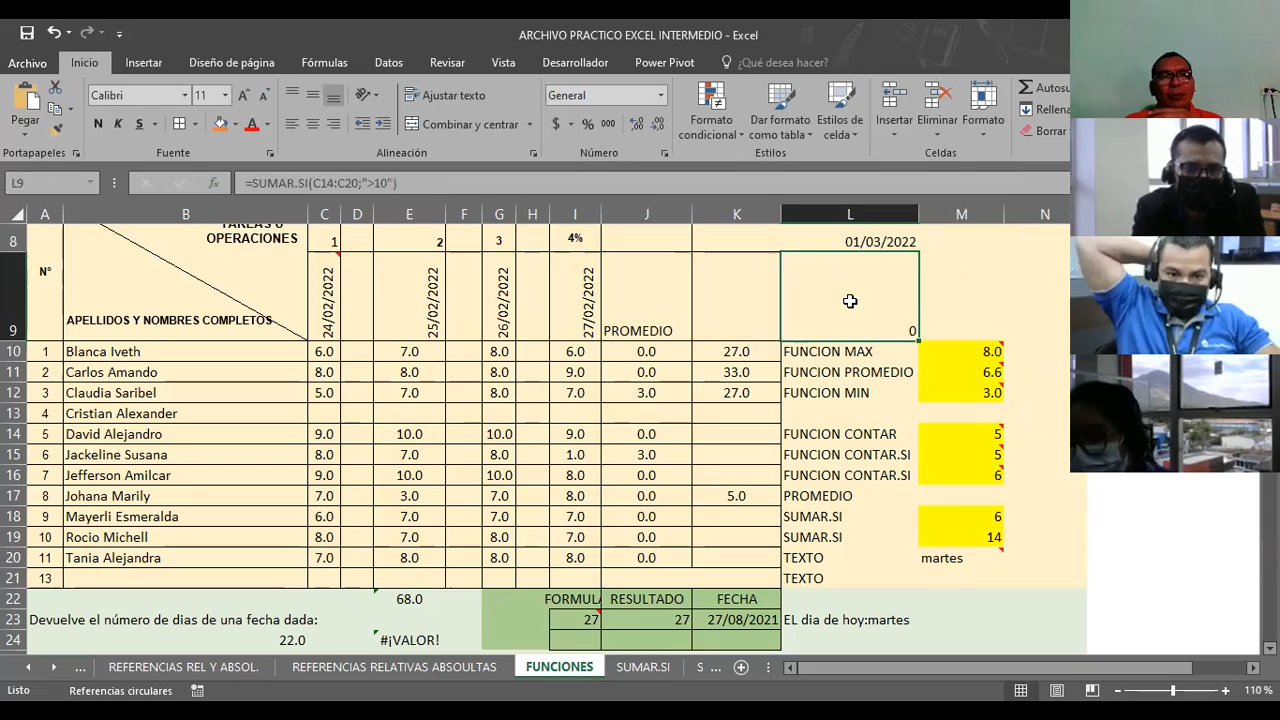 ARCHIVO PRACTICO EXCEL INTERMEDIO - Excel
Archivo Inicio Insertar Diseño de página Fórmulas Datos Revisar Vista Desarrollador Power Pivot ¿Qué desea hacer?
Pegar
Calibri 11
N K S
Ajustar texto
Combinar y centrar
General
$ % 000
Formato condicional
Dar formato como tabla
Estilos de celda
Insertar Eliminar Formato
Autosu
Rellena
Borrar
Portapapeles Fuente Alineación Número Estilos Celdas
L9 fx =SUMAR.SI(C14:C20;">10")
A B C D E F G H I J K L M N
8 TAREAS U OPERACIONES 1 2 3 4% 01/03/2022
9 N° APELLIDOS Y NOMBRES COMPLETOS 24/02/2022 25/02/2022 26/02/2022 27/02/2022 PROMEDIO 0
10 1 Blanca Iveth 6.0 7.0 8.0 6.0 0.0 27.0 FUNCION MAX 8.0
11 2 Carlos Amando 8.0 8.0 8.0 9.0 0.0 33.0 FUNCION PROMEDIO 6.6
12 3 Claudia Saribel 5.0 7.0 8.0 7.0 3.0 27.0 FUNCION MIN 3.0
13 4 Cristian Alexander
14 5 David Alejandro 9.0 10.0 10.0 9.0 0.0 FUNCION CONTAR 5
15 6 Jackeline Susana 8.0 7.0 8.0 1.0 3.0 FUNCION CONTAR.SI 5
16 7 Jefferson Amilcar 9.0 10.0 10.0 8.0 0.0 FUNCION CONTAR.SI 6
17 8 Johana Marily 7.0 3.0 7.0 8.0 0.0 5.0 PROMEDIO
18 9 Mayerli Esmeralda 6.0 7.0 8.0 7.0 0.0 SUMAR.SI 6
19 10 Rocio Michell 8.0 7.0 8.0 7.0 0.0 SUMAR.SI 14
20 11 Tania Alejandra 7.0 8.0 8.0 8.0 0.0 TEXTO martes
21 13 TEXTO
22 68.0 FORMULA RESULTADO FECHA
23 Devuelve el número de dias de una fecha dada: 27 27 27/08/2021 EL dia de hoy:martes
24 22.0 #¡VALOR!
... REFERENCIAS REL Y ABSOL. REFERENCIAS RELATIVAS ABSOULTAS FUNCIONES SUMAR.SI S ...
Listo Referencias circulares 110 %